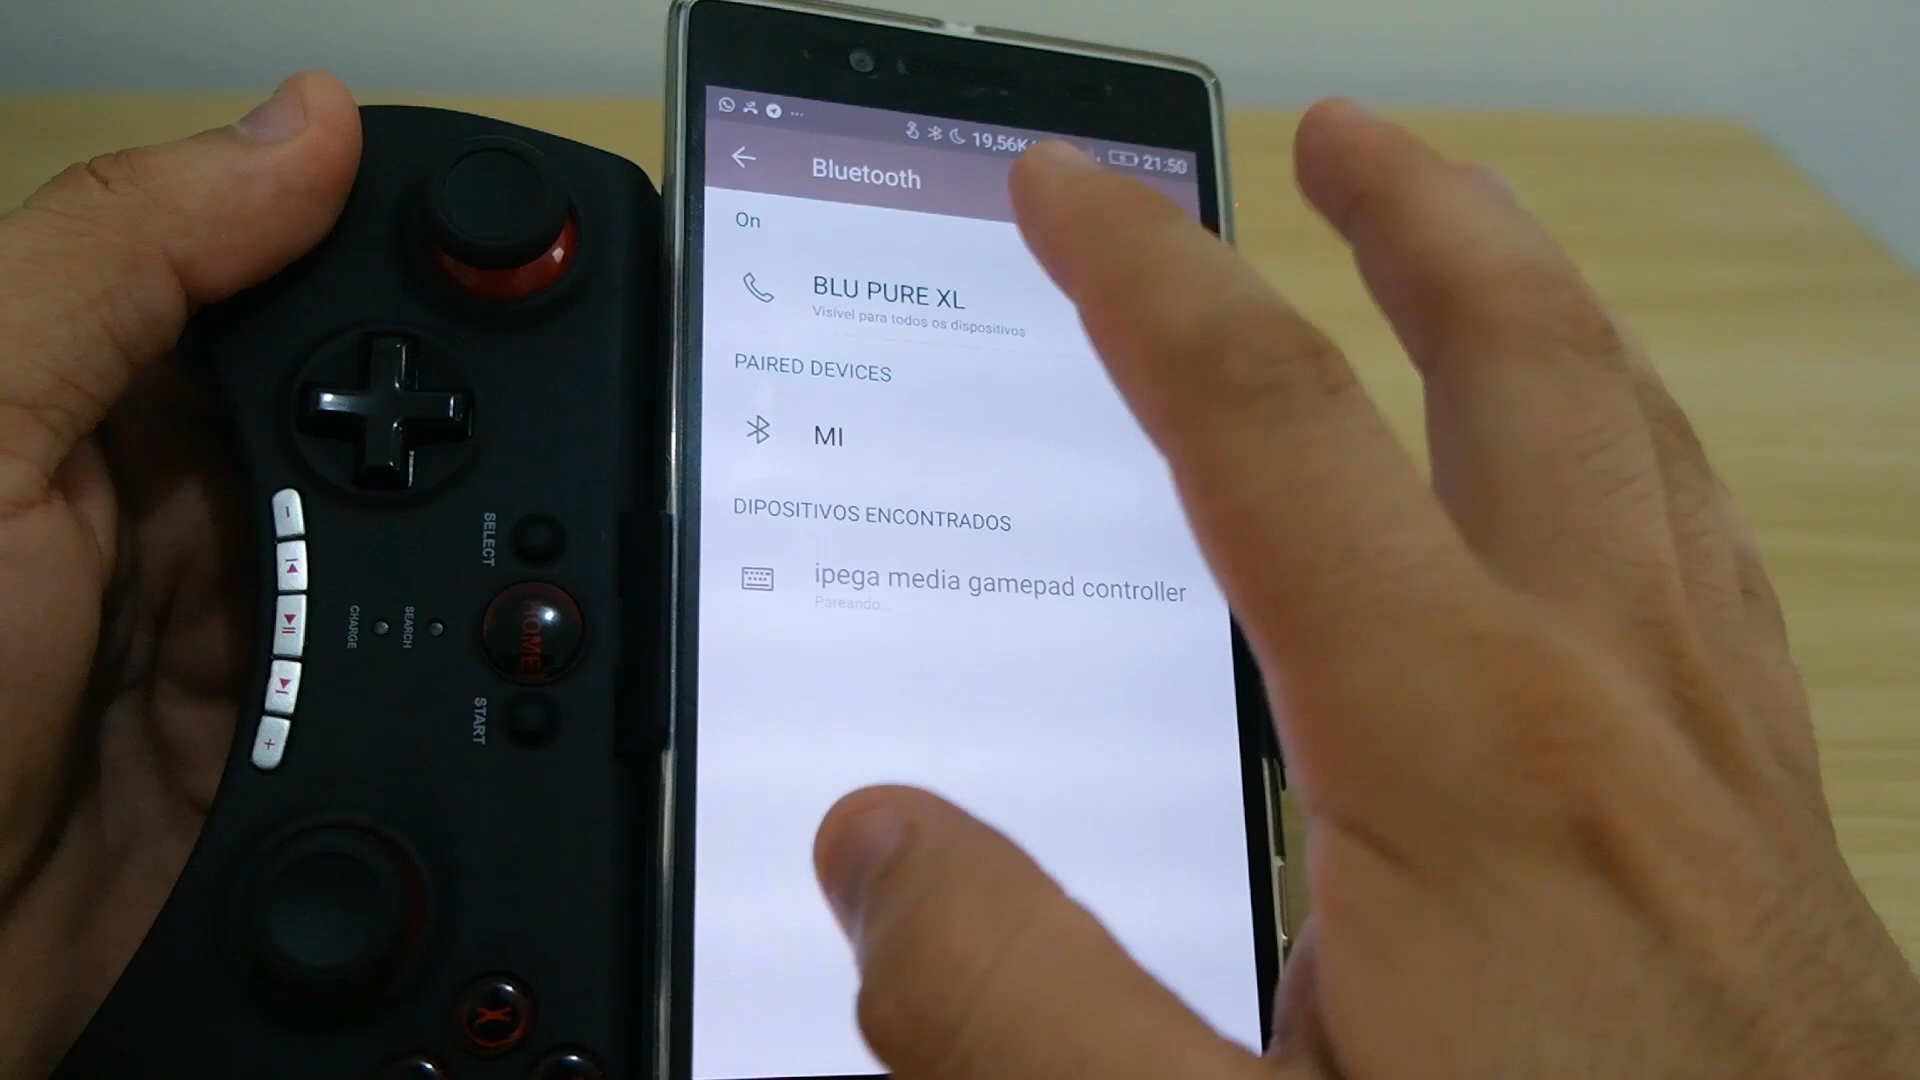 19,56K
21:50
Bluetooth
On
BLU PURE XL
Visível para todos os dispositivos
PAIRED DEVICES
MI
DIPOSITIVOS ENCONTRADOS
ipega media gamepad controller
Pareando...
SELECT
HOME
START
SEARCH
CHARGE
-
+
X